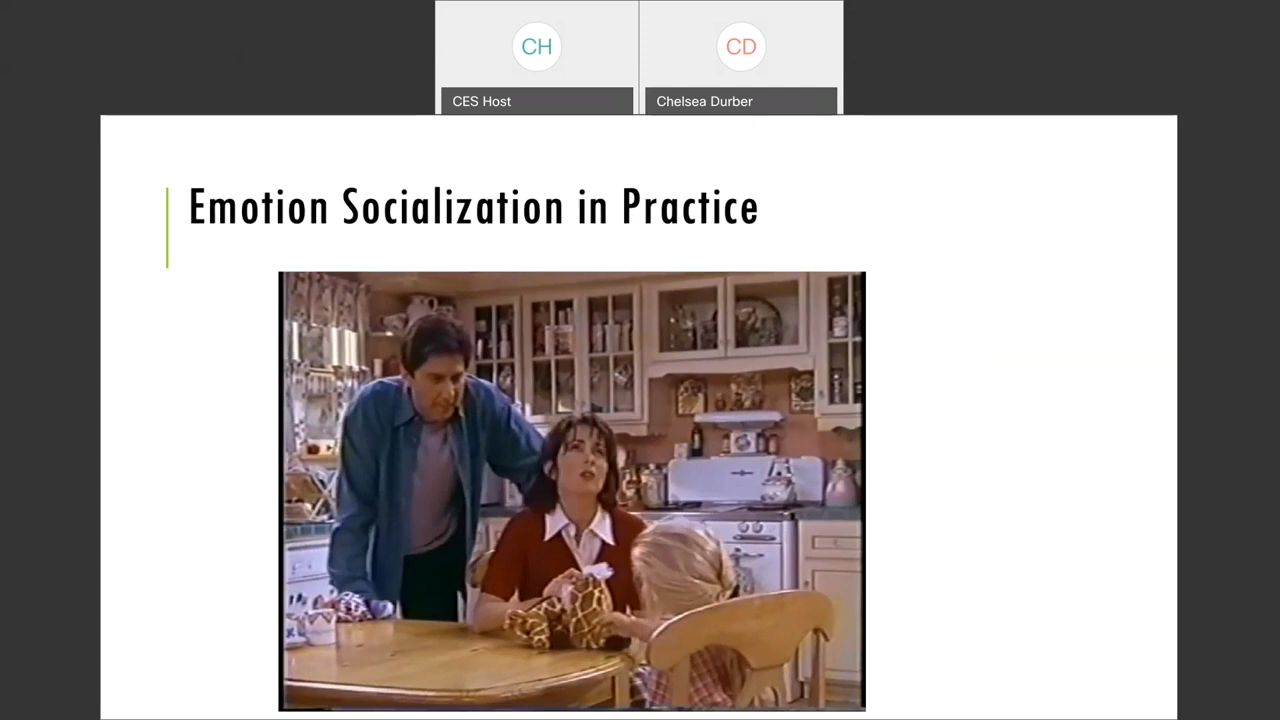 CH
CD
CES Host
Chelsea Durber
Emotion Socialization in Practice